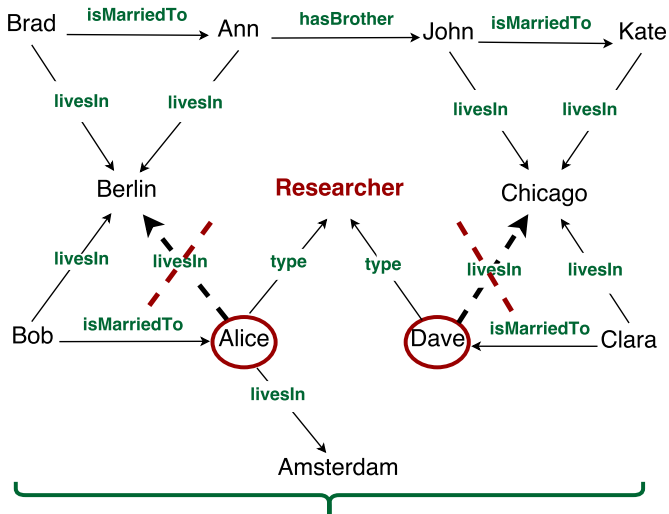 isMarriedTo hasBrother isMarriedTo
Brad Ann John Kate
livesIn livesIn livesIn livesIn
Berlin Researcher Chicago
livesIn livesIn type type livesIn livesIn
isMarriedTo isMarriedTo
Bob Alice Dave Clara
livesIn
Amsterdam